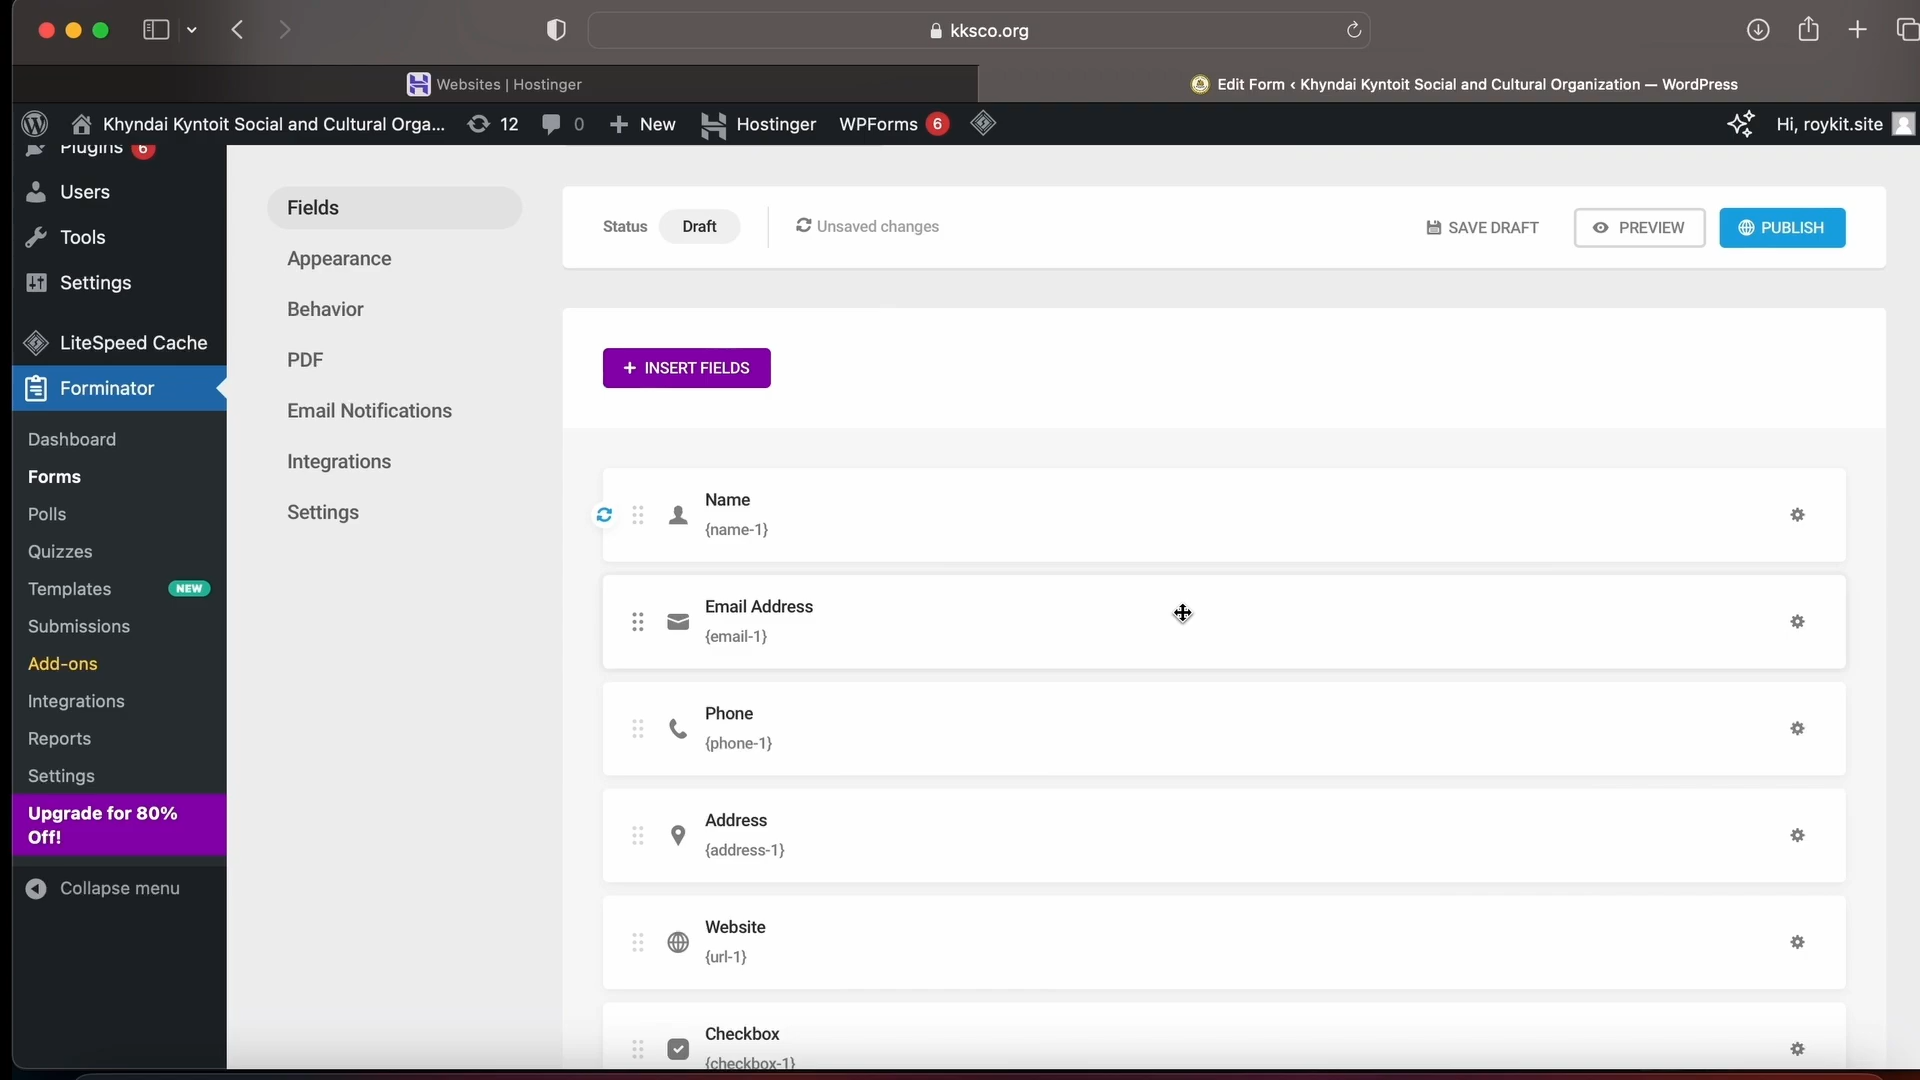 kksco.org
Websites | Hostinger
Edit Form ‹ Khyndai Kyntoit Social and Cultural Organization — WordPress
Khyndai Kyntoit Social and Cultural Orga...
12
0
New
Hostinger
WPForms 6
Hi, roykit.site
Plugins 6
Users
Tools
Settings
LiteSpeed Cache
Forminator
Dashboard
Forms
Polls
Quizzes
Templates NEW
Submissions
Add-ons
Integrations
Reports
Settings
Upgrade for 80%
Off!
Collapse menu
Fields
Appearance
Behavior
PDF
Email Notifications
Integrations
Settings
Status Draft Unsaved changes
SAVE DRAFT PREVIEW PUBLISH
+ INSERT FIELDS
Name
{name-1}
Email Address
{email-1}
Phone
{phone-1}
Address
{address-1}
Website
{url-1}
Checkbox
{checkbox-1}